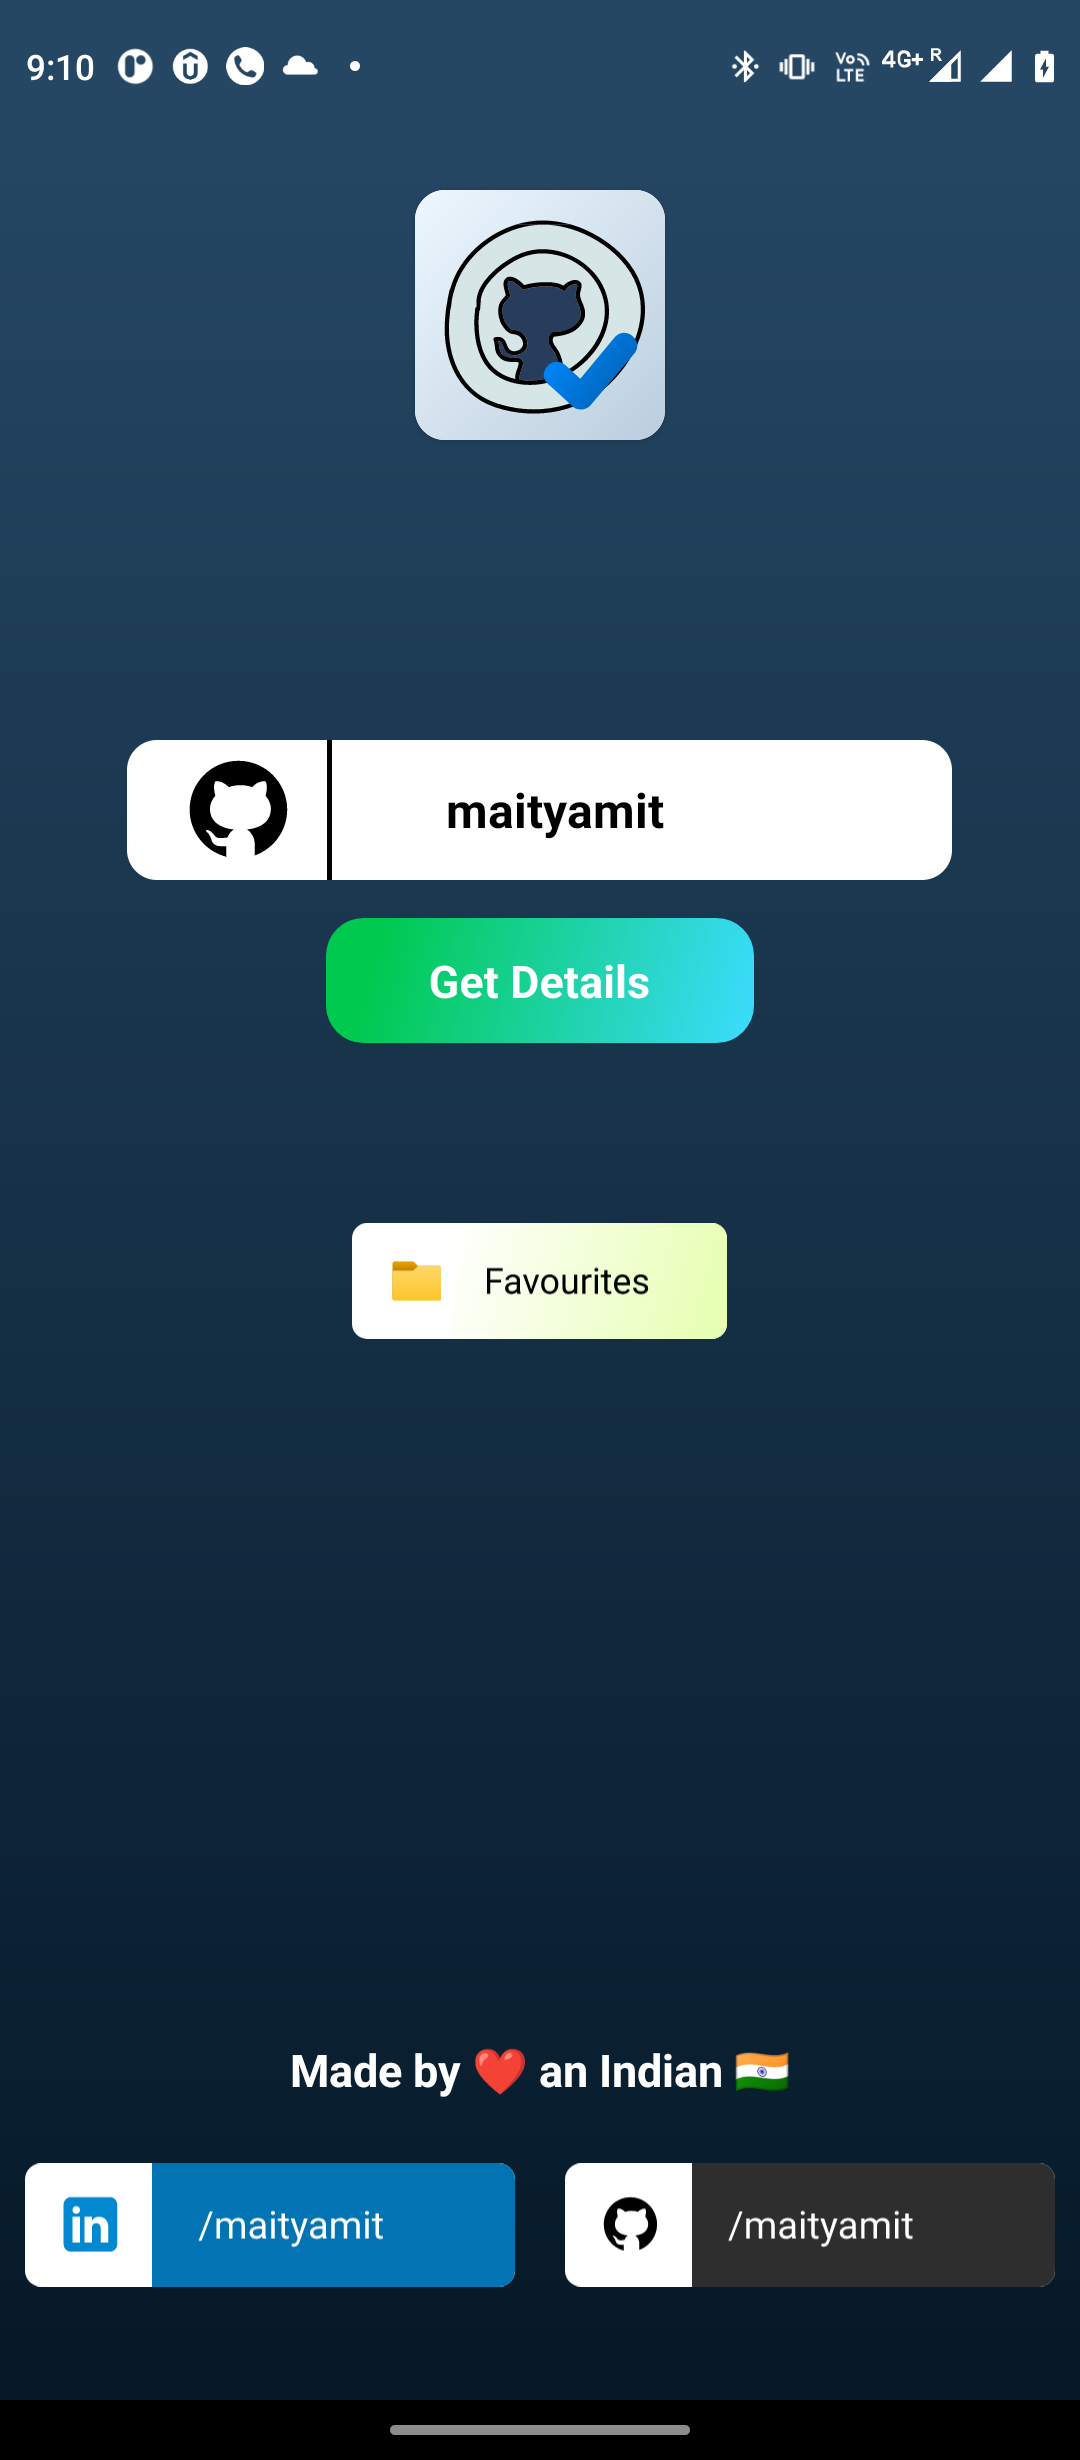 9:10
Vo LTE 4G+ R
maityamit
Get Details
Favourites
Made by ❤️ an Indian 🇮🇳
in /maityamit
/maityamit